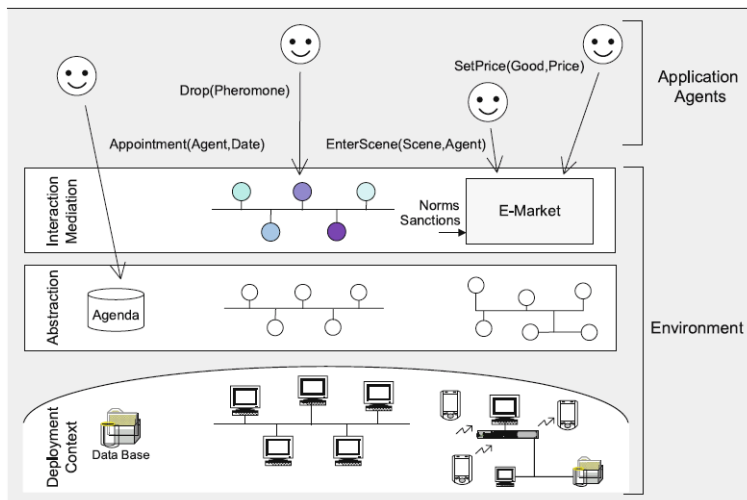 SetPrice(Good,Price)
Application
Agents
Drop(Pheromone)
Appointment(Agent,Date)
EnterScene(Scene,Agent)
Interaction
Mediation
Norms
Sanctions
E-Market
Abstraction
Agenda
Environment
Deployment
Context
Data Base